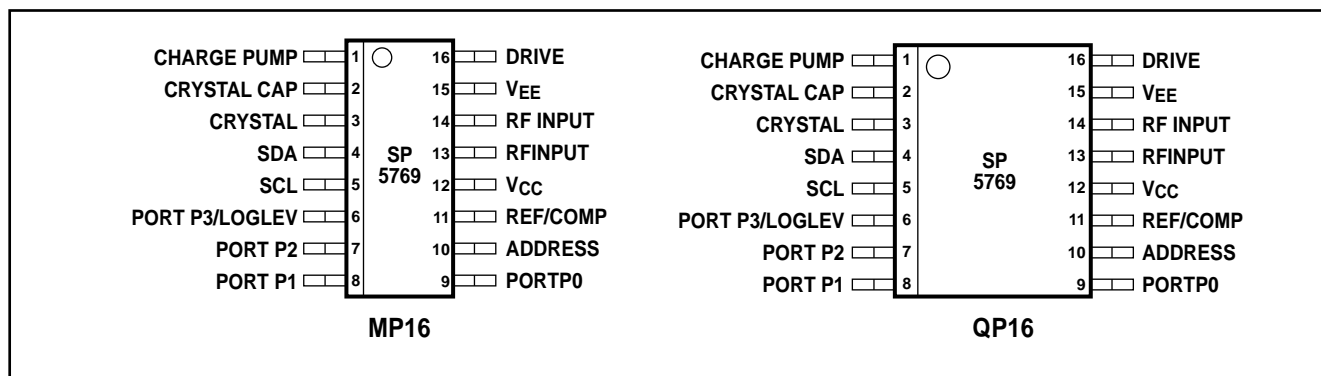 CHARGE PUMP 1 16 DRIVE
CRYSTAL CAP 2 15 VEE
CRYSTAL 3 14 RF INPUT
SDA 4 13 RFINPUT
SCL 5 12 VCC
PORT P3/LOGLEV 6 11 REF/COMP
PORT P2 7 10 ADDRESS
PORT P1 8 9 PORTP0
SP
5769
MP16
CHARGE PUMP 1 16 DRIVE
CRYSTAL CAP 2 15 VEE
CRYSTAL 3 14 RF INPUT
SDA 4 13 RFINPUT
SCL 5 12 VCC
PORT P3/LOGLEV 6 11 REF/COMP
PORT P2 7 10 ADDRESS
PORT P1 8 9 PORTP0
SP
5769
QP16